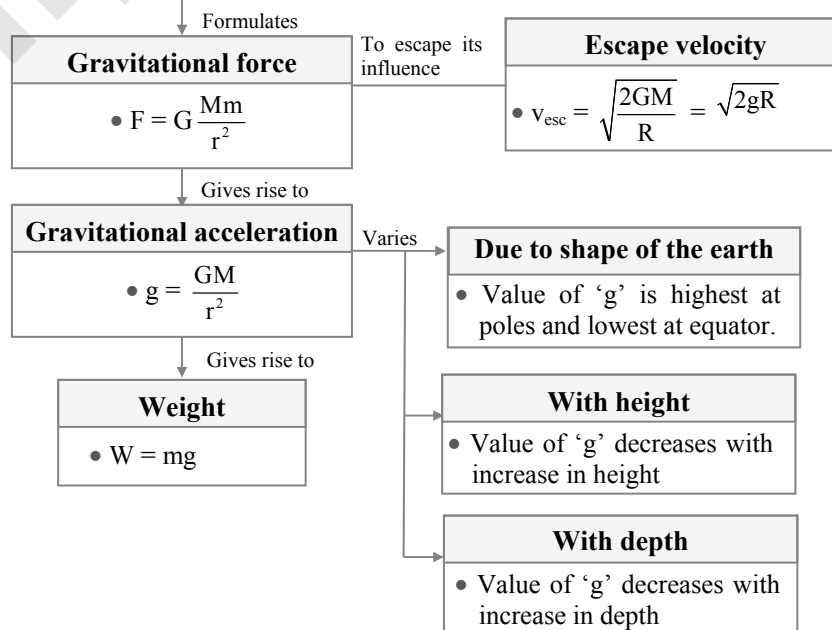 Formulates
Gravitational force
• F = G Mm/r²
To escape its
influence
Escape velocity
• v_esc = √(2GM/R) = √(2gR)
Gives rise to
Gravitational acceleration
• g = GM/r²
Varies
Due to shape of the earth
• Value of ‘g’ is highest at
poles and lowest at equator.
Gives rise to
Weight
• W = mg
With height
• Value of ‘g’ decreases with
increase in height
With depth
• Value of ‘g’ decreases with
increase in depth